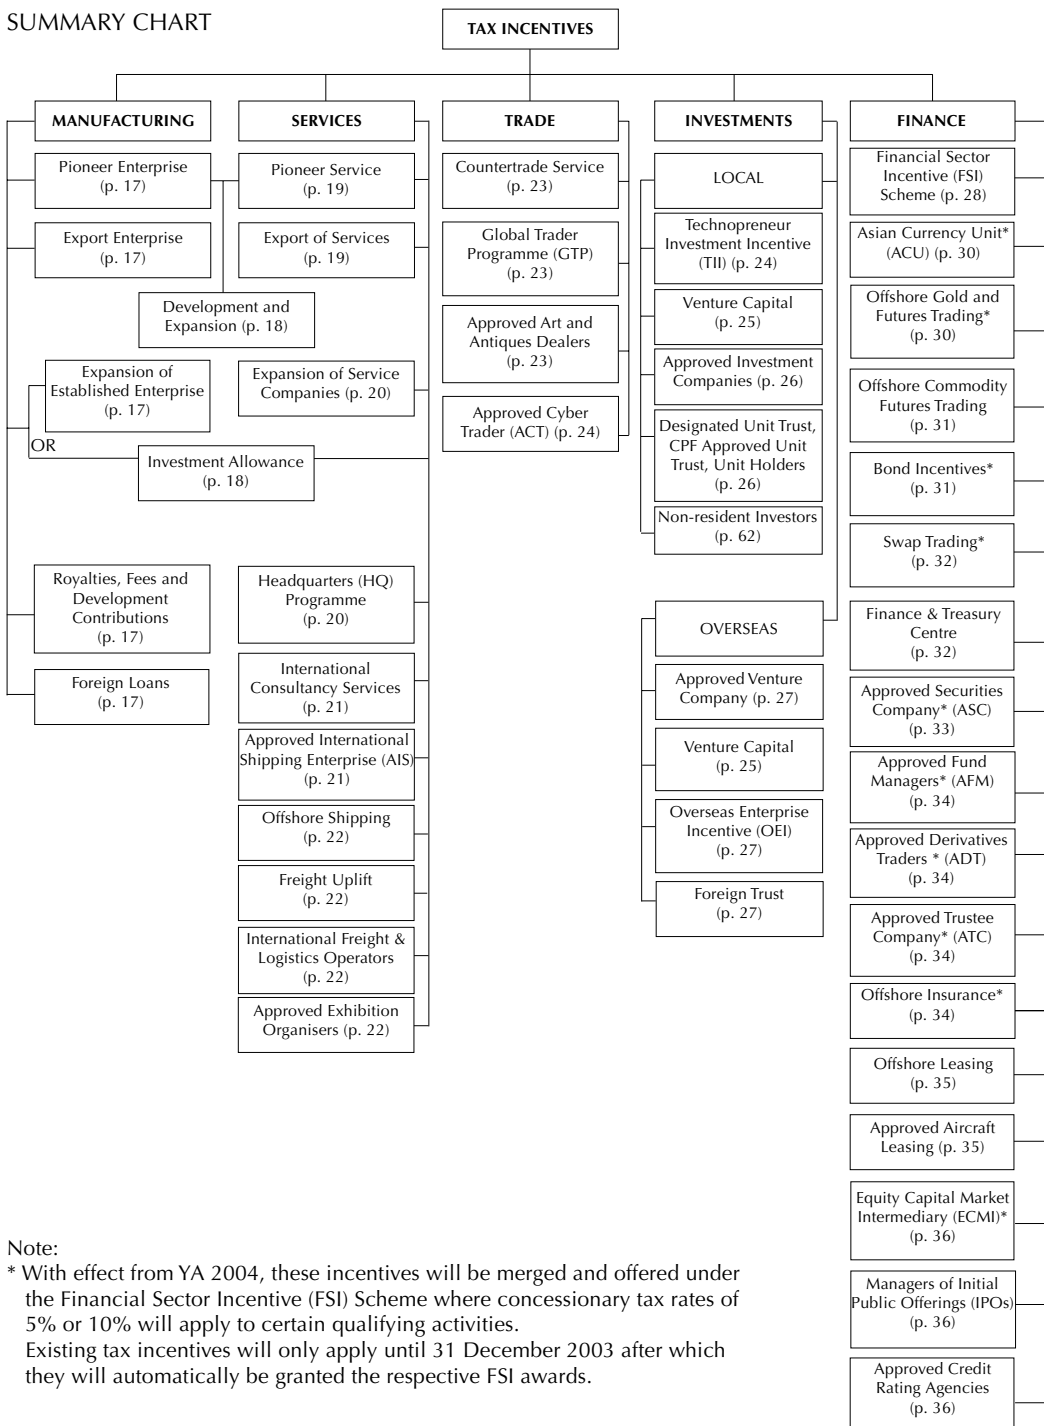 SUMMARY CHART
TAX INCENTIVES
MANUFACTURING
Pioneer Enterprise
(p. 17)
Export Enterprise
(p. 17)
Development and
Expansion (p. 18)
Expansion of
Established Enterprise
(p. 17)
OR
Investment Allowance
(p. 18)
Royalties, Fees and
Development
Contributions
(p. 17)
Foreign Loans
(p. 17)
SERVICES
Pioneer Service
(p. 19)
Export of Services
(p. 19)
Expansion of Service
Companies (p. 20)
Headquarters (HQ)
Programme
(p. 20)
International
Consultancy Services
(p. 21)
Approved International
Shipping Enterprise (AIS)
(p. 21)
Offshore Shipping
(p. 22)
Freight Uplift
(p. 22)
International Freight &
Logistics Operators
(p. 22)
Approved Exhibition
Organisers (p. 22)
TRADE
Countertrade Service
(p. 23)
Global Trader
Programme (GTP)
(p. 23)
Approved Art and
Antiques Dealers
(p. 23)
Approved Cyber
Trader (ACT) (p. 24)
INVESTMENTS
LOCAL
Technopreneur
Investment Incentive
(TII) (p. 24)
Venture Capital
(p. 25)
Approved Investment
Companies (p. 26)
Designated Unit Trust,
CPF Approved Unit
Trust, Unit Holders
(p. 26)
Non-resident Investors
(p. 62)
OVERSEAS
Approved Venture
Company (p. 27)
Venture Capital
(p. 25)
Overseas Enterprise
Incentive (OEI)
(p. 27)
Foreign Trust
(p. 27)
FINANCE
Financial Sector
Incentive (FSI)
Scheme (p. 28)
Asian Currency Unit*
(ACU) (p. 30)
Offshore Gold and
Futures Trading*
(p. 30)
Offshore Commodity
Futures Trading
(p. 31)
Bond Incentives*
(p. 31)
Swap Trading*
(p. 32)
Finance & Treasury
Centre
(p. 32)
Approved Securities
Company* (ASC)
(p. 33)
Approved Fund
Managers* (AFM)
(p. 34)
Approved Derivatives
Traders * (ADT)
(p. 34)
Approved Trustee
Company* (ATC)
(p. 34)
Offshore Insurance*
(p. 34)
Offshore Leasing
(p. 35)
Approved Aircraft
Leasing (p. 35)
Equity Capital Market
Intermediary (ECMI)*
(p. 36)
Managers of Initial
Public Offerings (IPOs)
(p. 36)
Approved Credit
Rating Agencies
(p. 36)
Note:
* With effect from YA 2004, these incentives will be merged and offered under
the Financial Sector Incentive (FSI) Scheme where concessionary tax rates of
5% or 10% will apply to certain qualifying activities.
Existing tax incentives will only apply until 31 December 2003 after which
they will automatically be granted the respective FSI awards.